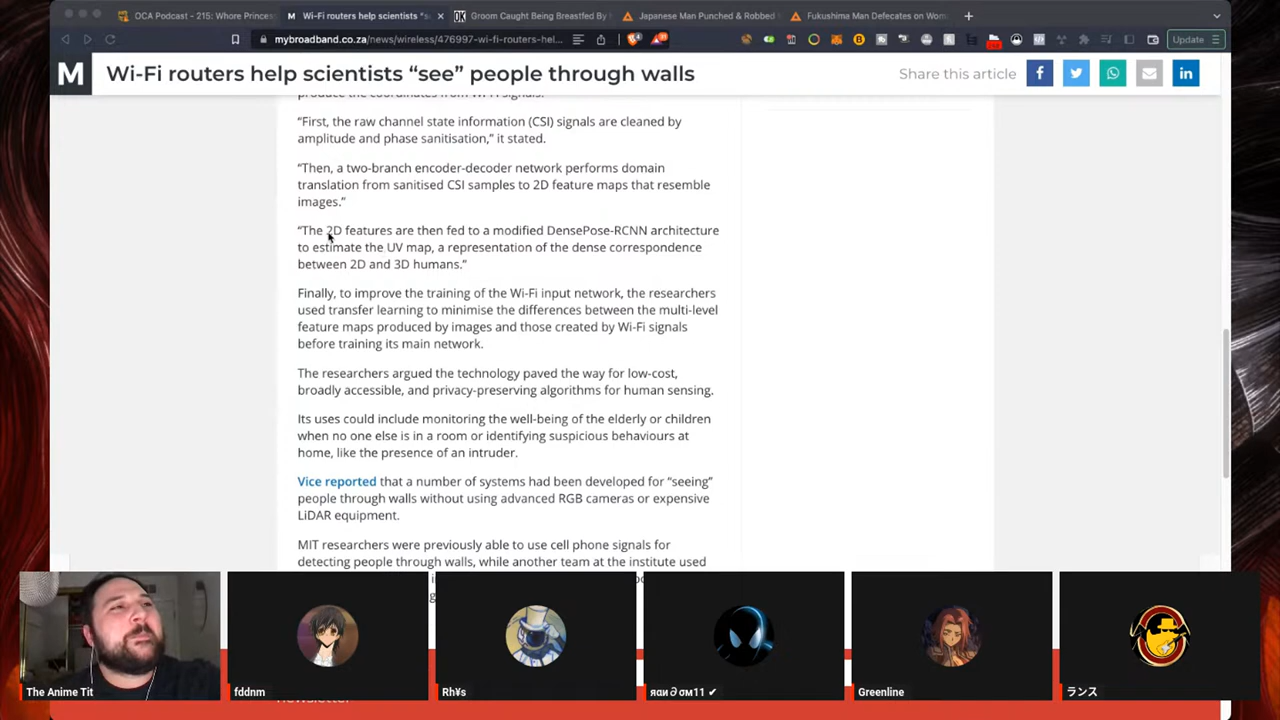 OCA Podcast - 215: Whore Princes
Wi-Fi routers help scientists “s
Groom Caught Being Breastfed By
Japanese Man Punched & Robbed
Fukushima Man Defecates on Wom
mybroadband.co.za/news/wireless/476997-wi-fi-routers-hel...
Update
M
Wi-Fi routers help scientists “see” people through walls
Share this article
produce the coordinates from Wi-Fi signals.
“First, the raw channel state information (CSI) signals are cleaned by
amplitude and phase sanitisation,” it stated.
“Then, a two-branch encoder-decoder network performs domain
translation from sanitised CSI samples to 2D feature maps that resemble
images.”
“The 2D features are then fed to a modified DensePose-RCNN architecture
to estimate the UV map, a representation of the dense correspondence
between 2D and 3D humans.”
Finally, to improve the training of the Wi-Fi input network, the researchers
used transfer learning to minimise the differences between the multi-level
feature maps produced by images and those created by Wi-Fi signals
before training its main network.
The researchers argued the technology paved the way for low-cost,
broadly accessible, and privacy-preserving algorithms for human sensing.
Its uses could include monitoring the well-being of the elderly or children
when no one else is in a room or identifying suspicious behaviours at
home, like the presence of an intruder.
Vice reported that a number of systems had been developed for “seeing”
people through walls without using advanced RGB cameras or expensive
LiDAR equipment.
MIT researchers were previously able to use cell phone signals for
detecting people through walls, while another team at the institute used
The Anime Tit
fddnm
Rh¥s
яαи∂σм11 ✔
Greenline
ランス
newsletter